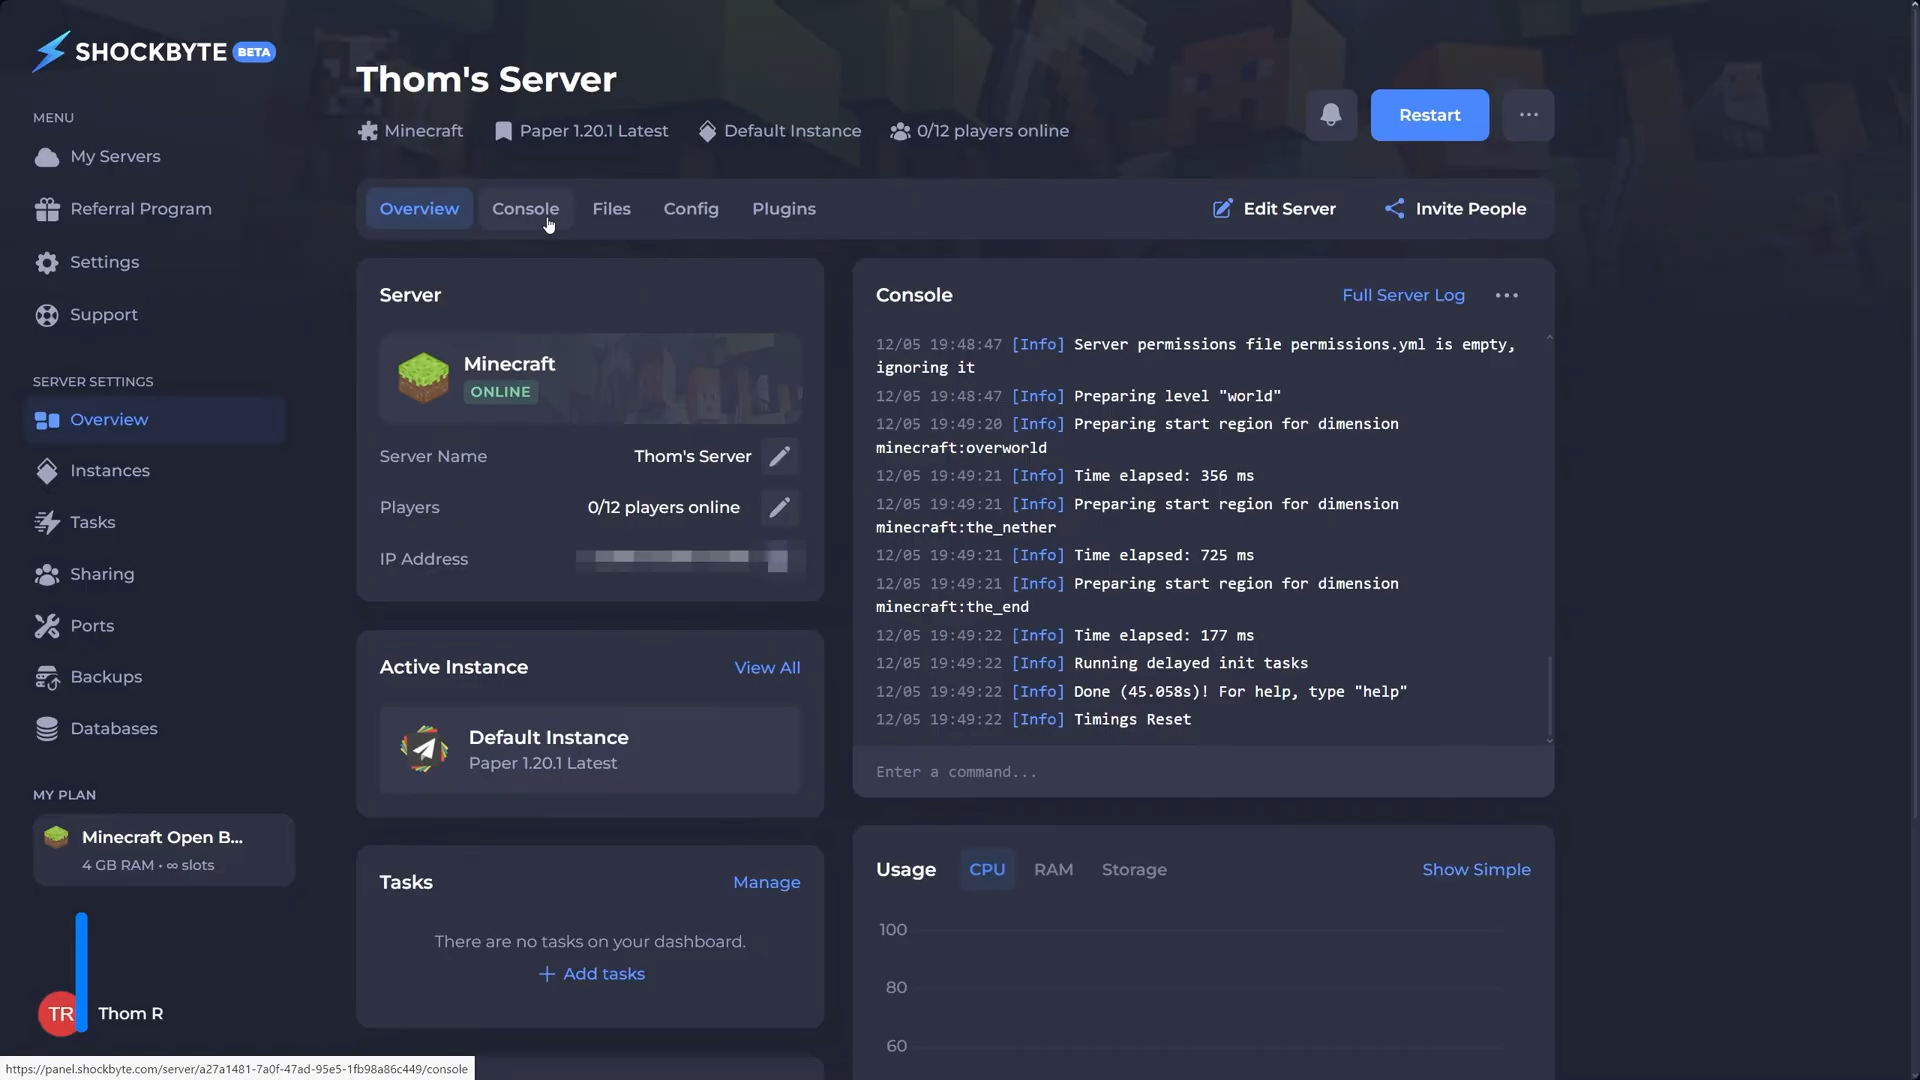 SHOCKBYTE BETA
MENU
My Servers
Referral Program
Settings
Support
SERVER SETTINGS
Overview
Instances
Tasks
Sharing
Ports
Backups
Databases
MY PLAN
Minecraft Open B...
4 GB RAM • ∞ slots
TR Thom R
Thom's Server
Minecraft Paper 1.20.1 Latest Default Instance 0/12 players online
Restart
Overview Console Files Config Plugins Edit Server Invite People
Server
Minecraft
ONLINE
Server Name Thom's Server
Players 0/12 players online
IP Address
Active Instance View All
Default Instance
Paper 1.20.1 Latest
Tasks Manage
There are no tasks on your dashboard.
+ Add tasks
Console Full Server Log
12/05 19:48:47 [Info] Server permissions file permissions.yml is empty,
ignoring it
12/05 19:48:47 [Info] Preparing level "world"
12/05 19:49:20 [Info] Preparing start region for dimension
minecraft:overworld
12/05 19:49:21 [Info] Time elapsed: 356 ms
12/05 19:49:21 [Info] Preparing start region for dimension
minecraft:the_nether
12/05 19:49:21 [Info] Time elapsed: 725 ms
12/05 19:49:21 [Info] Preparing start region for dimension
minecraft:the_end
12/05 19:49:22 [Info] Time elapsed: 177 ms
12/05 19:49:22 [Info] Running delayed init tasks
12/05 19:49:22 [Info] Done (45.058s)! For help, type "help"
12/05 19:49:22 [Info] Timings Reset
Enter a command...
Usage CPU RAM Storage Show Simple
100
80
60
https://panel.shockbyte.com/server/a27a1481-7a0f-47ad-95e5-1fb98a86c449/console